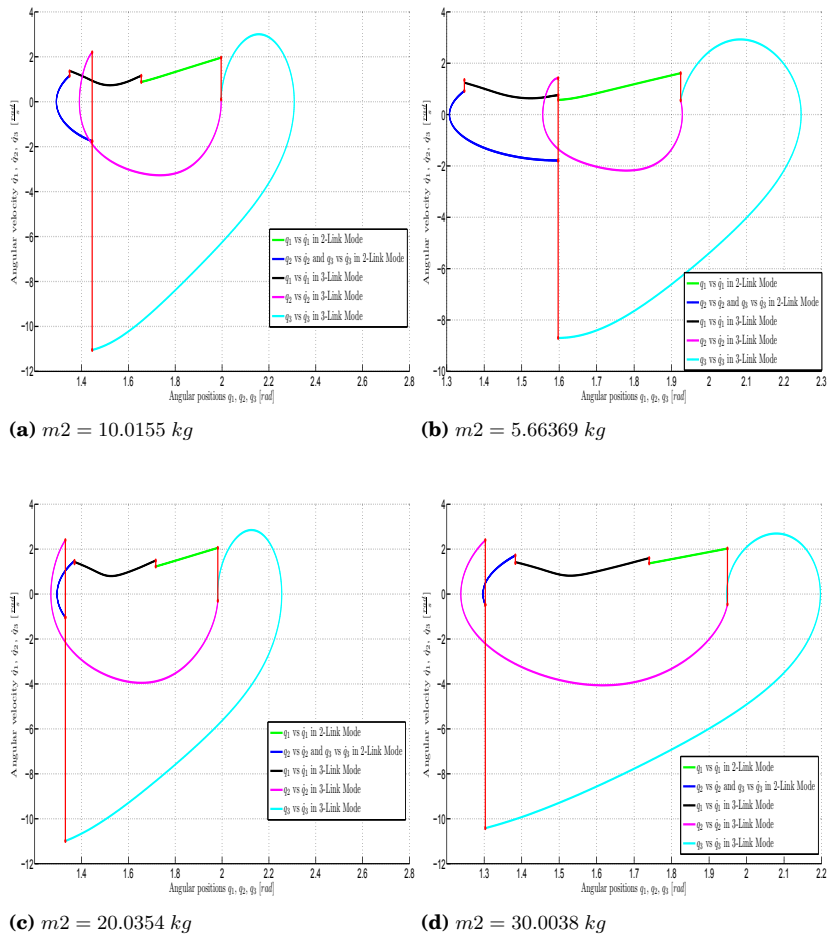 4
2
0
−2
−4
−6
−8
−10
−12
1.4
1.6
1.8
2
2.2
2.4
2.6
2.8
Angular velocity q̇₁, q̇₂, q̇₃ [rad/s]
Angular positions q₁, q₂, q₃ [rad]
q₁ vs q̇₁ in 2-Link Mode
q₂ vs q̇₂ and q₃ vs q̇₃ in 2-Link Mode
q₁ vs q̇₁ in 3-Link Mode
q₂ vs q̇₂ in 3-Link Mode
q₃ vs q̇₃ in 3-Link Mode
(a) m2 = 10.0155 kg
4
2
0
−2
−4
−6
−8
−10
1.3
1.4
1.5
1.6
1.7
1.8
1.9
2
2.1
2.2
2.3
Angular velocity q̇₁, q̇₂, q̇₃ [rad/s]
Angular positions q₁, q₂, q₃ [rad]
q₁ vs q̇₁ in 2-Link Mode
q₂ vs q̇₂ and q₃ vs q̇₃ in 2-Link Mode
q₁ vs q̇₁ in 3-Link Mode
q₂ vs q̇₂ in 3-Link Mode
q₃ vs q̇₃ in 3-Link Mode
(b) m2 = 5.66369 kg
4
2
0
−2
−4
−6
−8
−10
−12
1.4
1.6
1.8
2
2.2
2.4
2.6
2.8
Angular velocity q̇₁, q̇₂, q̇₃ [rad/s]
Angular positions q₁, q₂, q₃ [rad]
q₁ vs q̇₁ in 2-Link Mode
q₂ vs q̇₂ and q₃ vs q̇₃ in 2-Link Mode
q₁ vs q̇₁ in 3-Link Mode
q₂ vs q̇₂ in 3-Link Mode
q₃ vs q̇₃ in 3-Link Mode
(c) m2 = 20.0354 kg
4
2
0
−2
−4
−6
−8
−10
−12
1.3
1.4
1.5
1.6
1.7
1.8
1.9
2
2.1
2.2
Angular velocity q̇₁, q̇₂, q̇₃ [rad/s]
Angular positions q₁, q₂, q₃ [rad]
q₁ vs q̇₁ in 2-Link Mode
q₂ vs q̇₂ and q₃ vs q̇₃ in 2-Link Mode
q₁ vs q̇₁ in 3-Link Mode
q₂ vs q̇₂ in 3-Link Mode
q₃ vs q̇₃ in 3-Link Mode
(d) m2 = 30.0038 kg